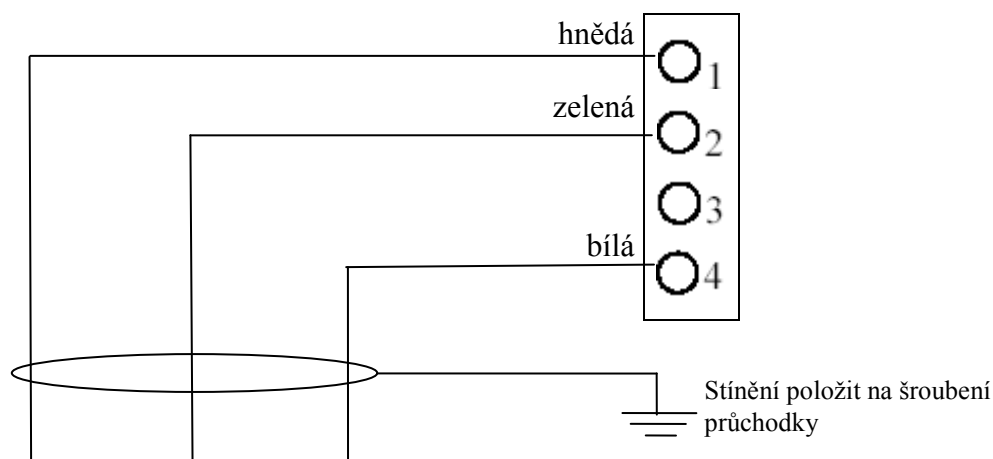 hnědá
1
zelená
2
3
bílá
4
Stínění položit na šroubení
průchodky